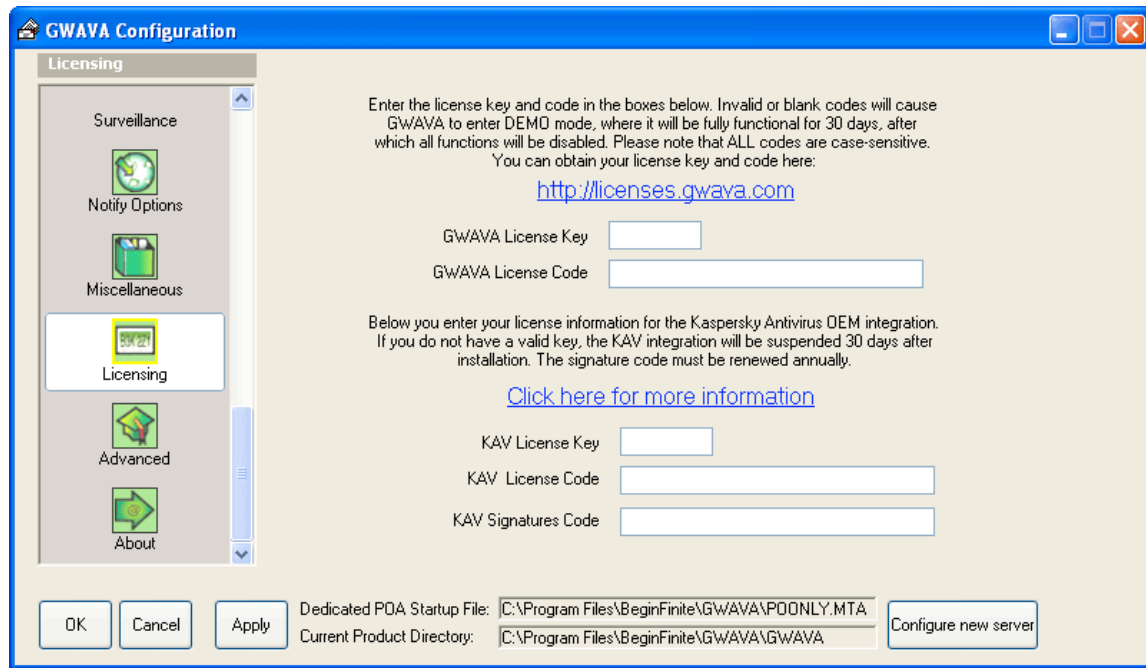 GWAVA Configuration
Licensing
Surveillance
Notify Options
Miscellaneous
Licensing
Advanced
About
Enter the license key and code in the boxes below. Invalid or blank codes will cause
GWAVA to enter DEMO mode, where it will be fully functional for 30 days, after
which all functions will be disabled. Please note that ALL codes are case-sensitive.
You can obtain your license key and code here:
http://licenses.gwava.com
GWAVA License Key
GWAVA License Code
Below you enter your license information for the Kaspersky Antivirus OEM integration.
If you do not have a valid key, the KAV integration will be suspended 30 days after
installation. The signature code must be renewed annually.
Click here for more information
KAV License Key
KAV License Code
KAV Signatures Code
OK
Cancel
Apply
Dedicated POA Startup File: C:\Program Files\BeginFinite\GWAVA\POONLY.MTA
Current Product Directory: C:\Program Files\BeginFinite\GWAVA\GWAVA
Configure new server